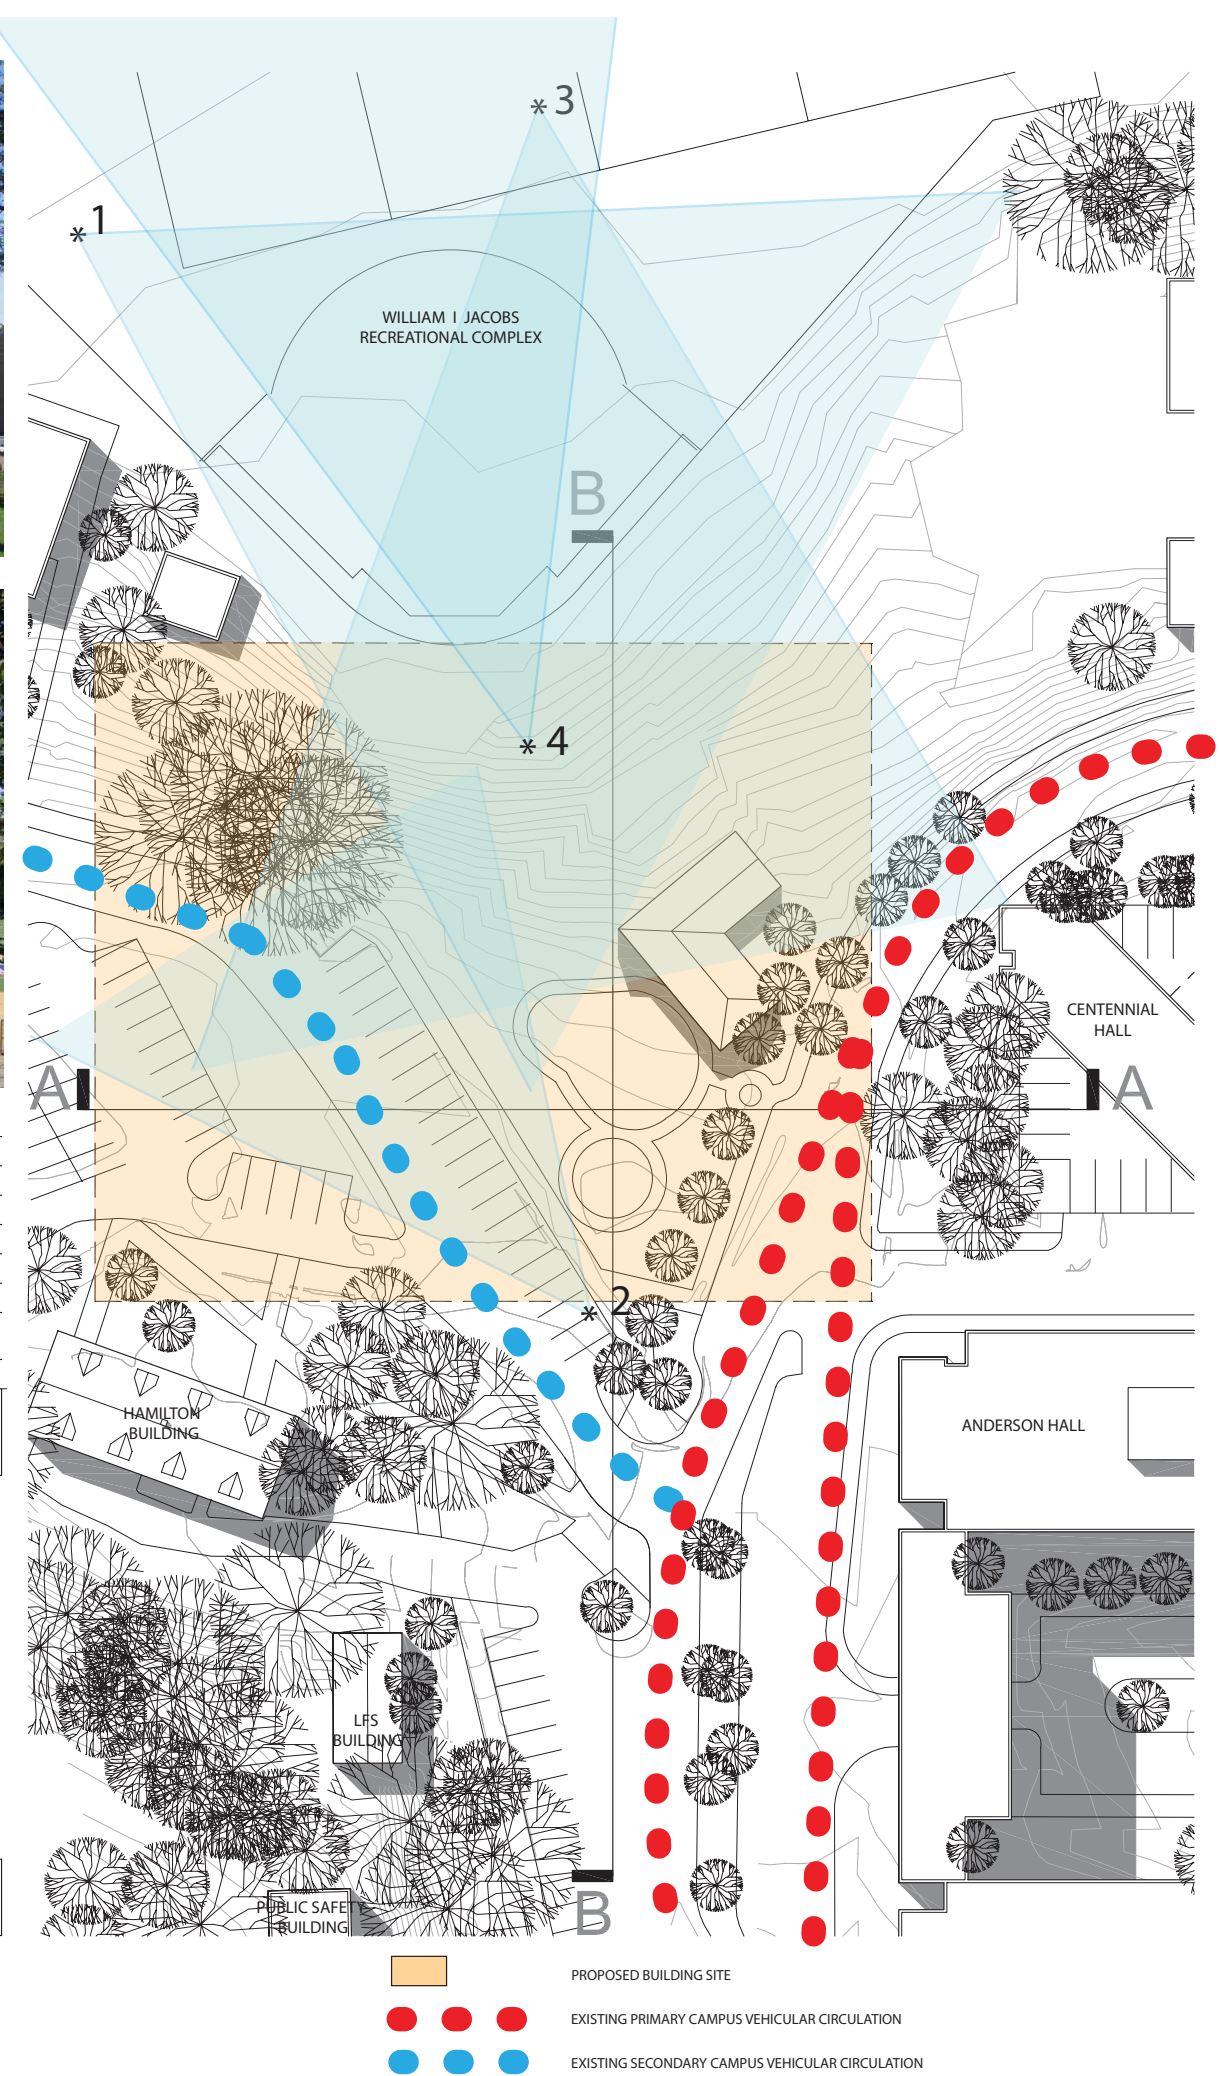 * 3
* 1
WILLIAM I JACOBS
RECREATIONAL COMPLEX
B
* 4
CENTENNIAL
HALL
A
A
* 2
HAMILTON
BUILDING
ANDERSON HALL
LFS
BUILDING
PUBLIC SAFETY
BUILDING
B
PROPOSED BUILDING SITE
EXISTING PRIMARY CAMPUS VEHICULAR CIRCULATION
EXISTING SECONDARY CAMPUS VEHICULAR CIRCULATION